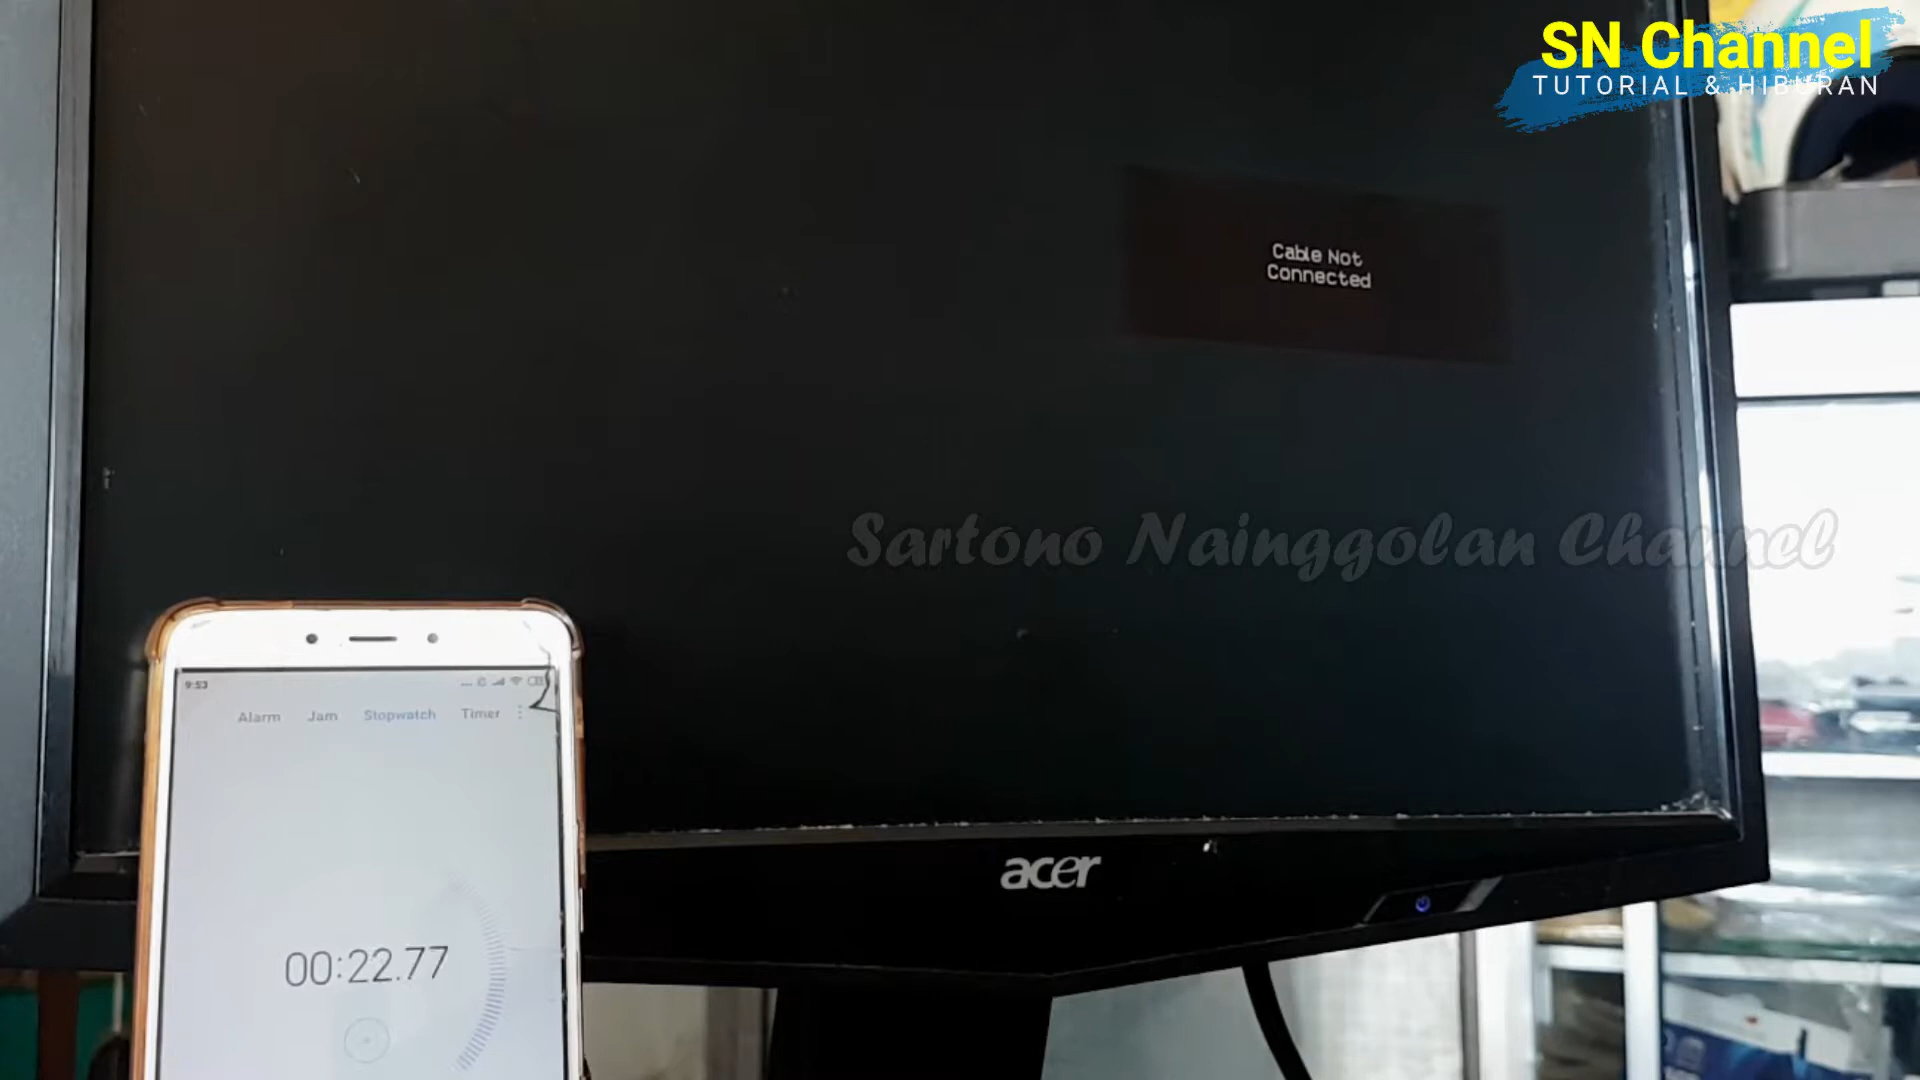 SN Channel
TUTORIAL & HIBURAN
Cable Not
Connected
Sartono Nainggolan Channel
9:53
Alarm Jam Stopwatch Timer
00:22.77
acer